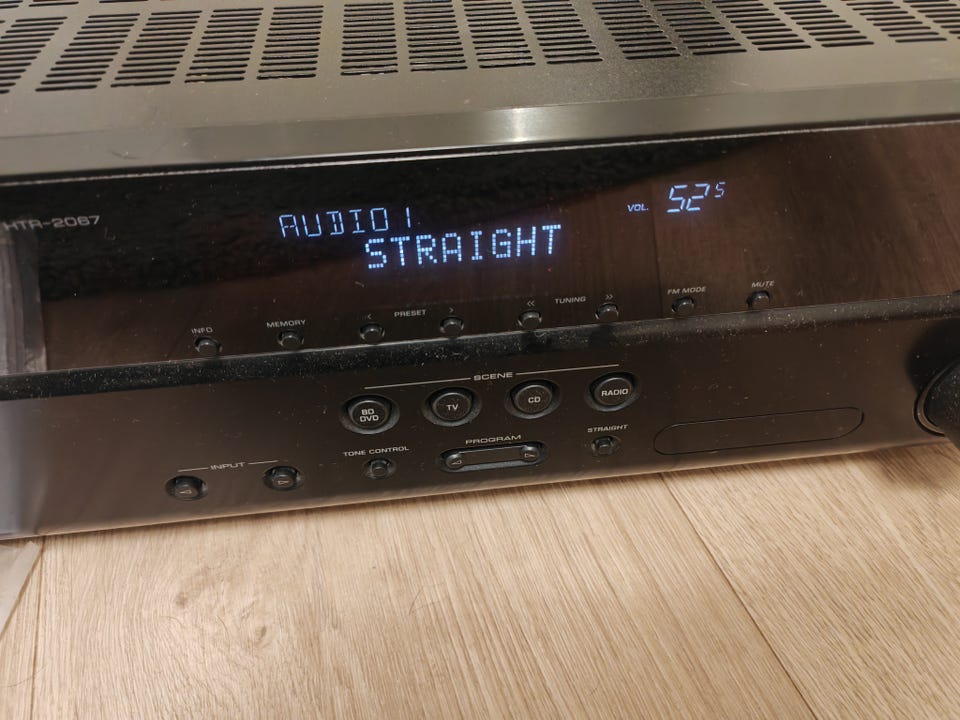 HTR-2067
AUDIO1
STRAIGHT
VOL. 52.5
INFO
MEMORY
< PRESET >
<< TUNING >>
FM MODE
MUTE
SCENE
BD
DVD
TV
CD
RADIO
INPUT
TONE CONTROL
PROGRAM
STRAIGHT